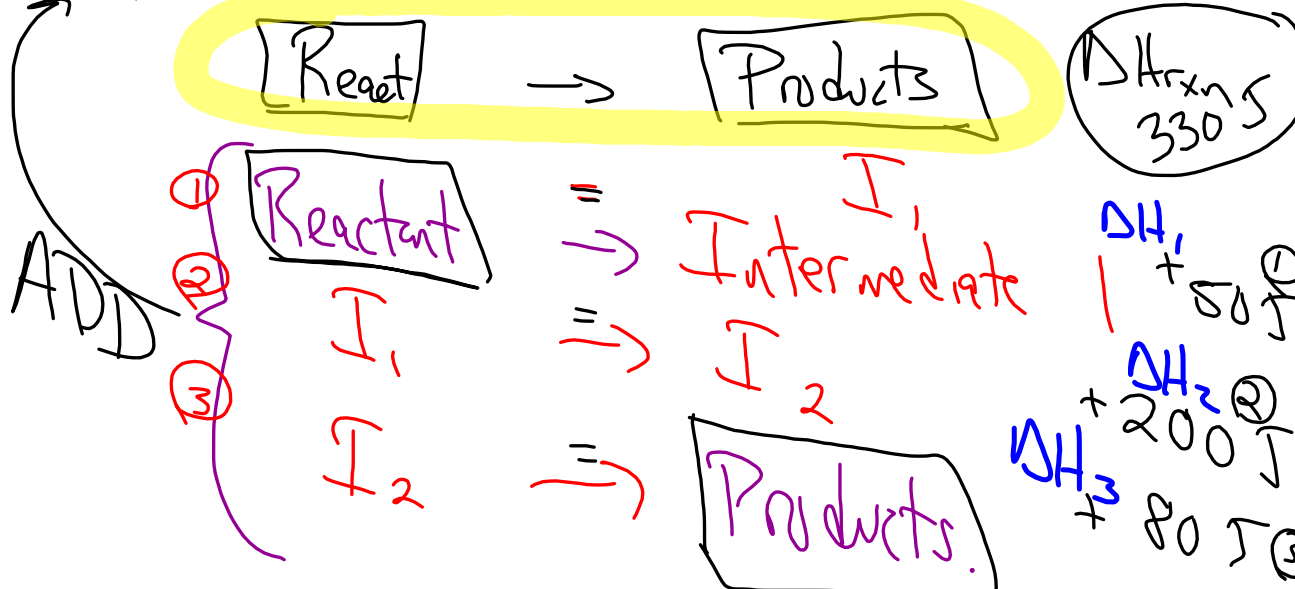 React → Products ΔHrxn
330 J
① Reactant = → I₁ Intermediate 1 ΔH₁ + 50 J ①
② I₁ = → I₂ ΔH₂ + 200 J ②
③ I₂ = → Products. ΔH₃ + 80 J ③
ADD